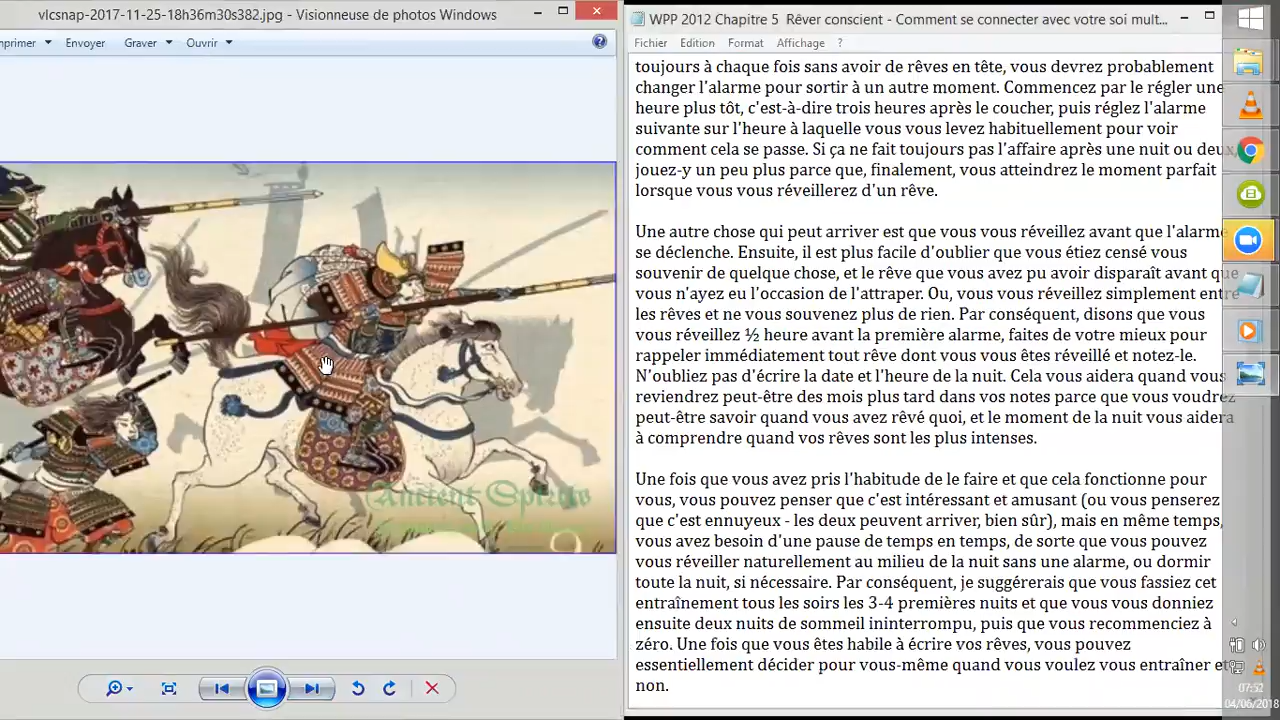 vlcsnap-2017-11-25-18h36m30s382.jpg - Visionneuse de photos Windows
Envoyer
Graver
Ouvrir
Ancient Spirits
WPP 2012 Chapitre 5 Rêver conscient - Comment se connecter avec votre soi mult...
Fichier Edition Format Affichage ?
toujours à chaque fois sans avoir de rêves en tête, vous devrez probablement
changer l'alarme pour sortir à un autre moment. Commencez par le régler une
heure plus tôt, c'est-à-dire trois heures après le coucher, puis réglez l'alarme
suivante sur l'heure à laquelle vous vous levez habituellement pour voir
comment cela se passe. Si ça ne fait toujours pas l'affaire après une nuit ou deux,
jouez-y un peu plus parce que, finalement, vous atteindrez le moment parfait
lorsque vous vous réveillerez d'un rêve.
Une autre chose qui peut arriver est que vous vous réveillez avant que l'alarme
se déclenche. Ensuite, il est plus facile d'oublier que vous étiez censé vous
souvenir de quelque chose, et le rêve que vous avez pu avoir disparaît avant que
vous n'ayez eu l'occasion de l'attraper. Ou, vous vous réveillez simplement entre
les rêves et ne vous souvenez plus de rien. Par conséquent, disons que vous
vous réveillez ½ heure avant la première alarme, faites de votre mieux pour
rappeler immédiatement tout rêve dont vous vous êtes réveillé et notez-le.
N'oubliez pas d'écrire la date et l'heure de la nuit. Cela vous aidera quand vous
reviendrez peut-être des mois plus tard dans vos notes parce que vous voudrez
peut-être savoir quand vous avez rêvé quoi, et le moment de la nuit vous aidera
à comprendre quand vos rêves sont les plus intenses.
Une fois que vous avez pris l'habitude de le faire et que cela fonctionne pour
vous, vous pouvez penser que c'est intéressant et amusant (ou vous penserez
que c'est ennuyeux - les deux peuvent arriver, bien sûr), mais en même temps,
vous avez besoin d'une pause de temps en temps, de sorte que vous pouvez
vous réveiller naturellement au milieu de la nuit sans une alarme, ou dormir
toute la nuit, si nécessaire. Par conséquent, je suggérerais que vous fassiez cet
entraînement tous les soirs les 3-4 premières nuits et que vous vous donniez
ensuite deux nuits de sommeil ininterrompu, puis que vous recommenciez à
zéro. Une fois que vous êtes habile à écrire vos rêves, vous pouvez
essentiellement décider pour vous-même quand vous voulez vous entraîner et
non.
07:52
04/06/2018